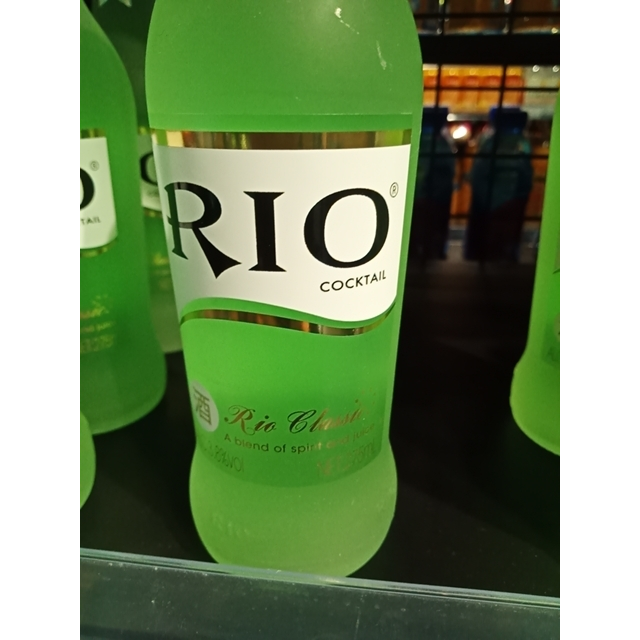 RIO®
COCKTAIL
酒
Rio Classic
A blend of spirit and juice